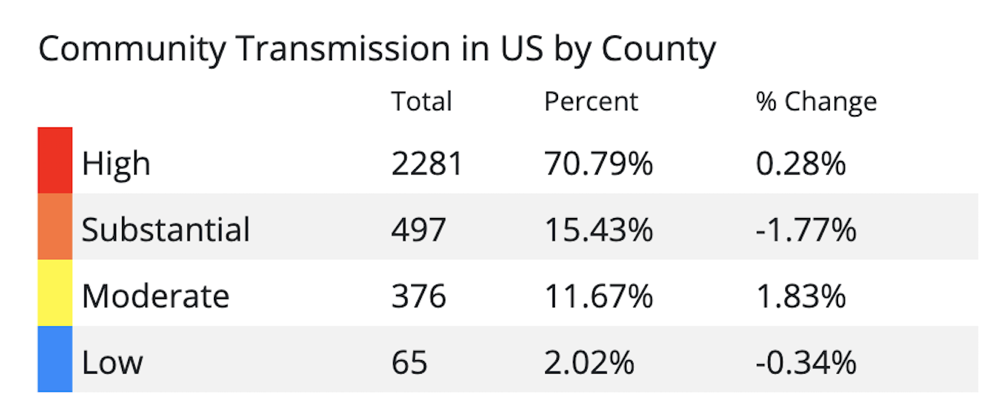 Community Transmission in US by County
Total Percent % Change
High 2281 70.79% 0.28%
Substantial 497 15.43% -1.77%
Moderate 376 11.67% 1.83%
Low 65 2.02% -0.34%